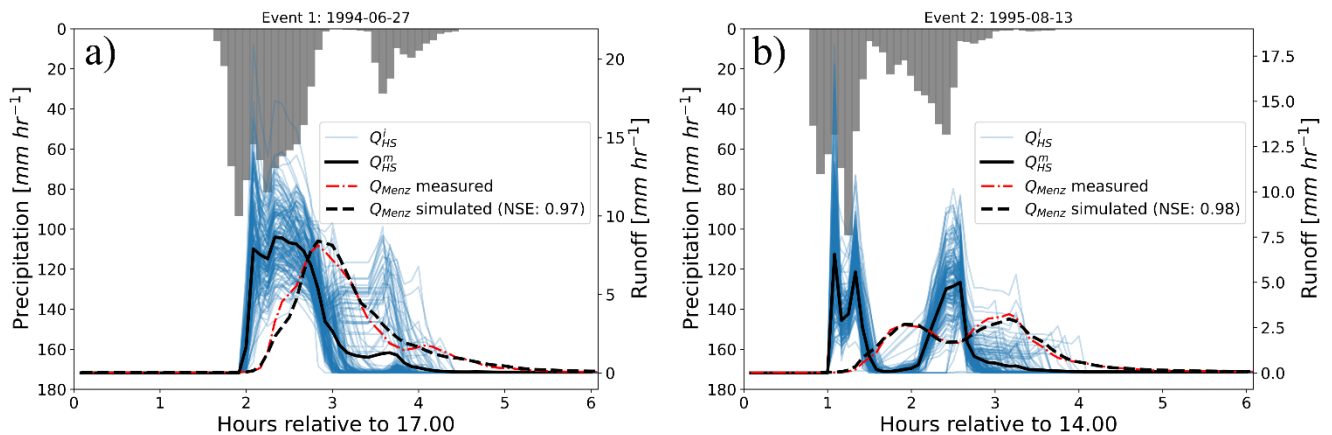 Event 1: 1994-06-27
a)
0
20
40
60
80
100
120
140
160
180
Precipitation [mm hr⁻¹]
20
15
10
5
0
Runoff [mm hr⁻¹]
Q^i_HS
Q^m_HS
Q_Menz measured
Q_Menz simulated (NSE: 0.97)
0 1 2 3 4 5 6
Hours relative to 17.00
Event 2: 1995-08-13
b)
0
20
40
60
80
100
120
140
160
180
Precipitation [mm hr⁻¹]
17.5
15.0
12.5
10.0
7.5
5.0
2.5
0.0
Runoff [mm hr⁻¹]
Q^i_HS
Q^m_HS
Q_Menz measured
Q_Menz simulated (NSE: 0.98)
0 1 2 3 4 5 6
Hours relative to 14.00